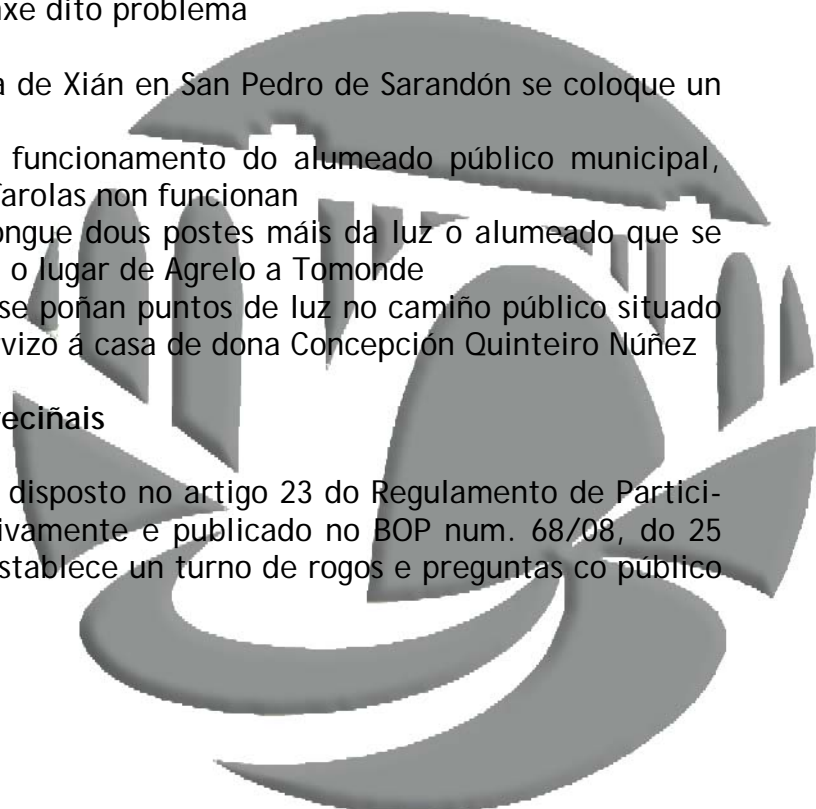 axe dito problema
a de Xián en San Pedro de Sarandón se coloque un
funcionamento do alumeado público municipal,
farolas non funcionan
ongue dous postes máis da luz o alumeado que se
o lugar de Agrelo a Tomonde
se poñan puntos de luz no camiño público situado
vizo á casa de dona Concepción Quinteiro Núñez
veciñais
disposto no artigo 23 do Regulamento de Partici-
ivamente e publicado no BOP num. 68/08, do 25
stablece un turno de rogos e preguntas co público